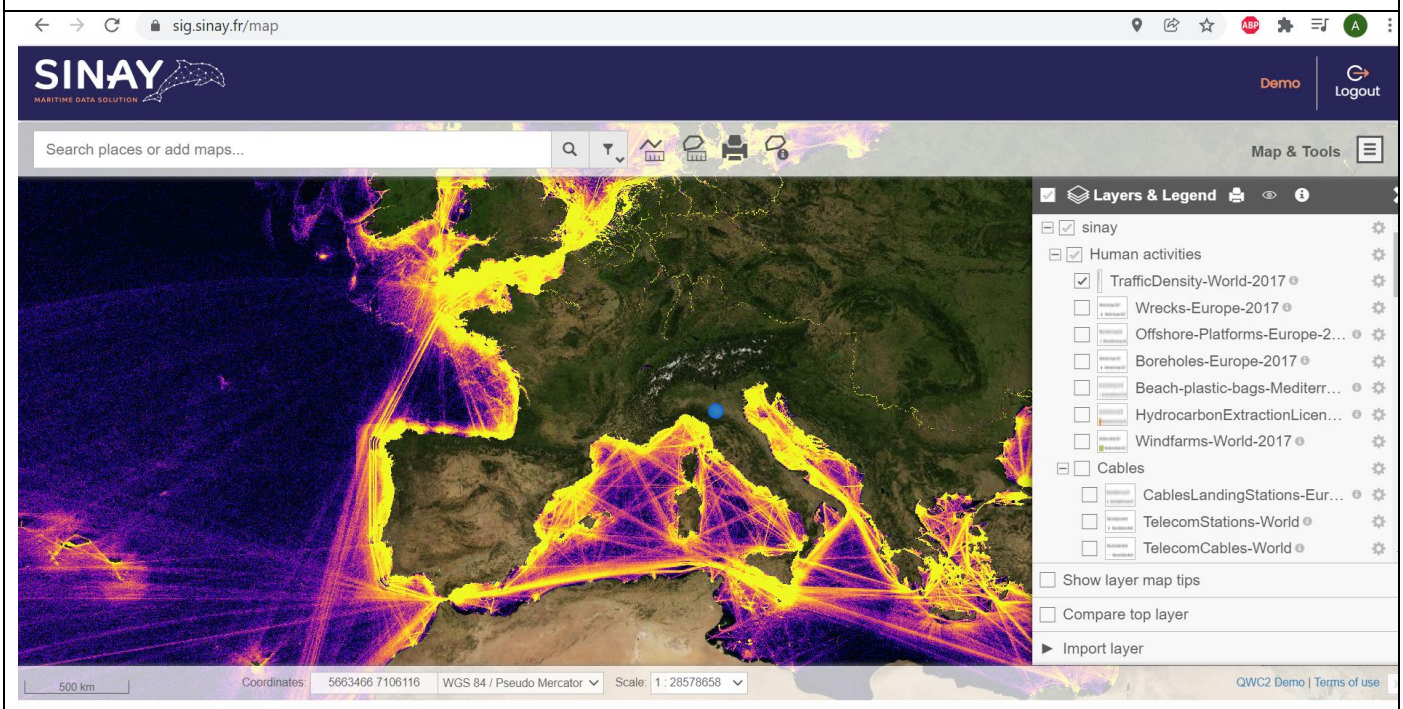 sig.sinay.fr/map
ABP
A
SINAY
MARITIME DATA SOLUTION
Demo
Logout
Search places or add maps...
Map & Tools
Layers & Legend
sinay
Human activities
TrafficDensity-World-2017
Wrecks-Europe-2017
Offshore-Platforms-Europe-2...
Boreholes-Europe-2017
Beach-plastic-bags-Mediterr...
HydrocarbonExtractionLicen...
Windfarms-World-2017
Cables
CablesLandingStations-Eur...
TelecomStations-World
TelecomCables-World
Show layer map tips
Compare top layer
Import layer
500 km
Coordinates: 5663466 7106116 WGS 84 / Pseudo Mercator Scale: 1 : 28578658
QWC2 Demo | Terms of use